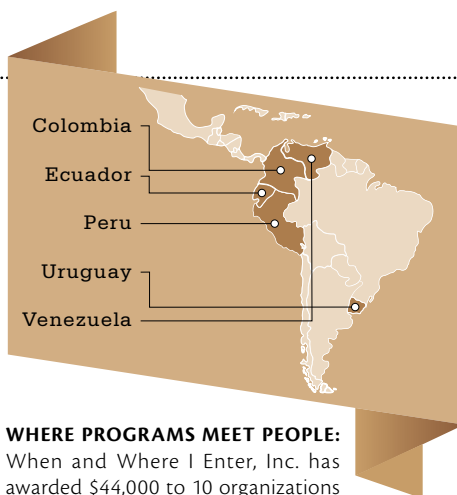 Colombia
Ecuador
Peru
Uruguay
Venezuela
WHERE PROGRAMS MEET PEOPLE:
When and Where I Enter, Inc. has
awarded $44,000 to 10 organizations